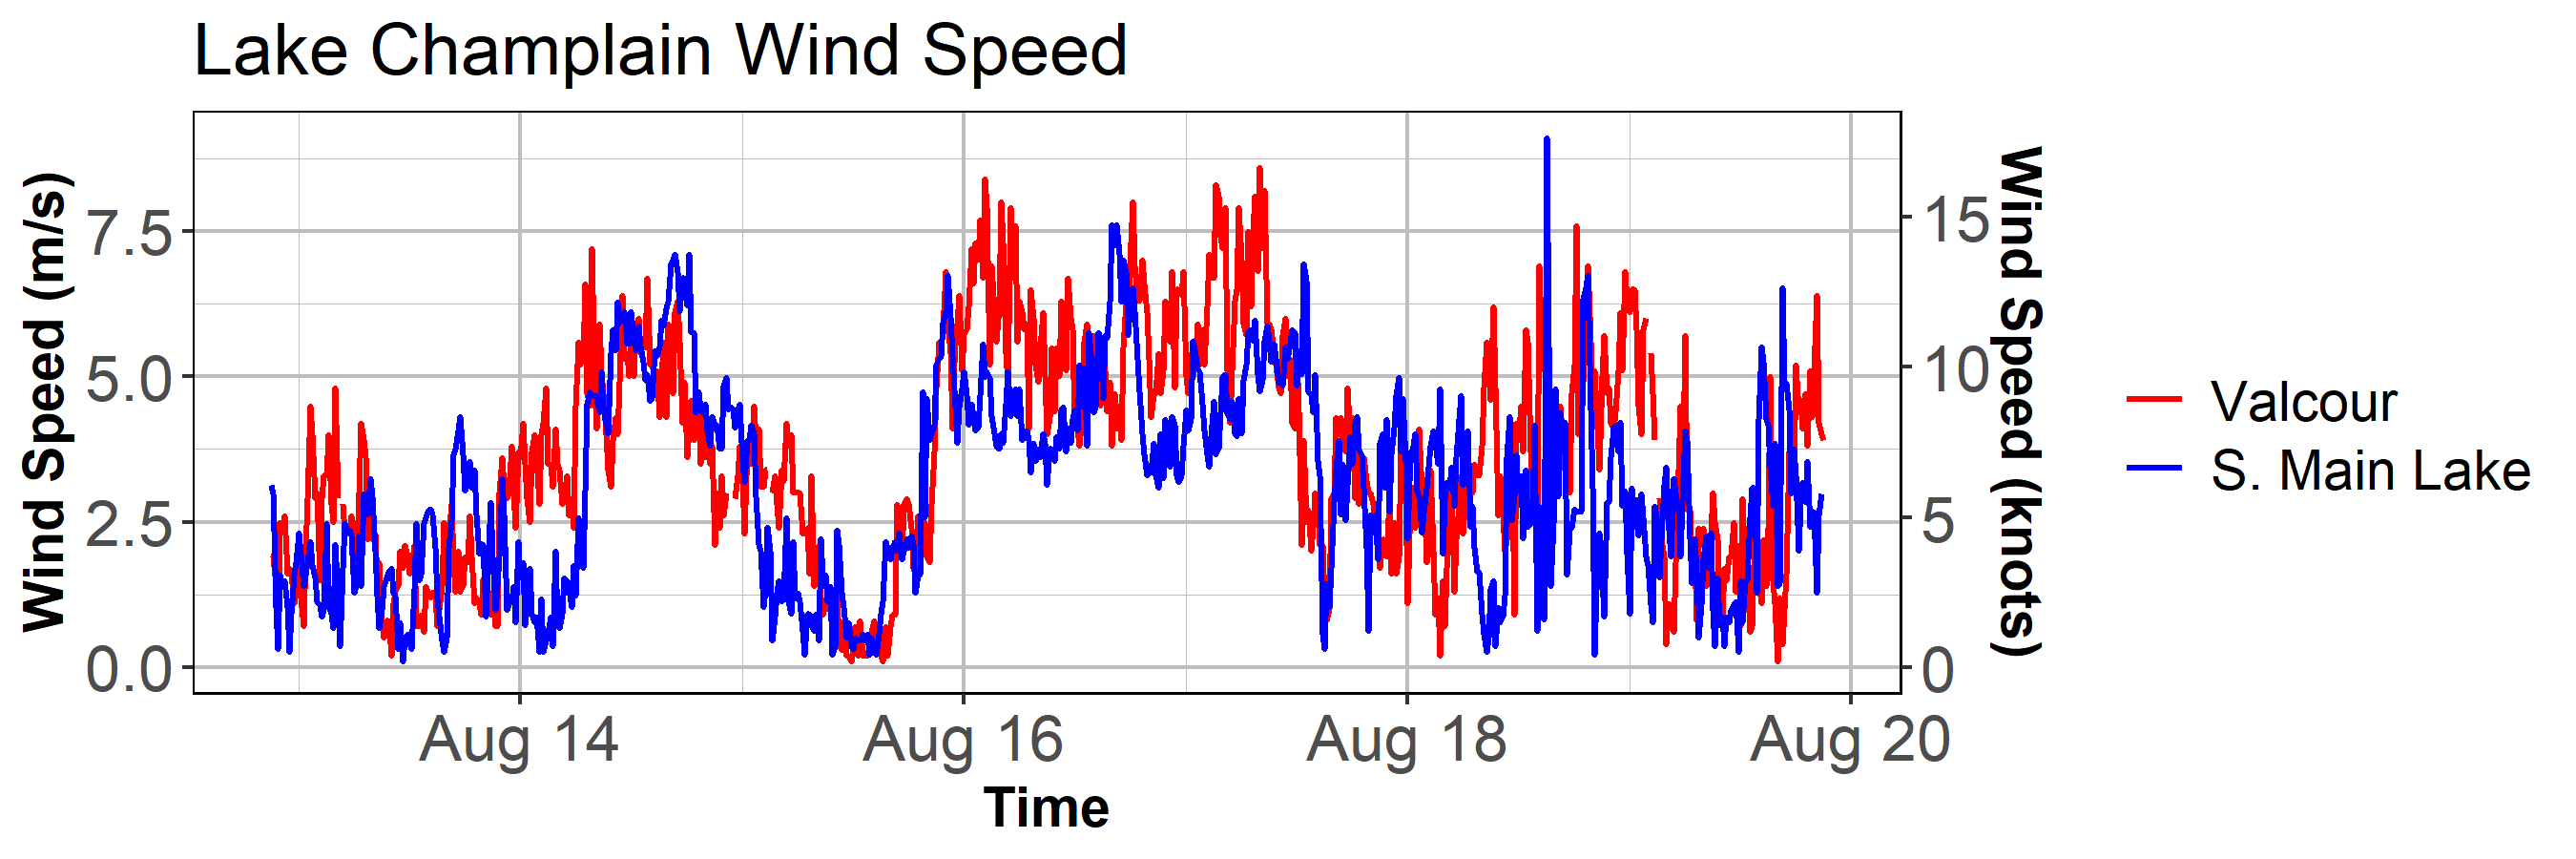 Lake Champlain Wind Speed
Wind Speed (m/s)
7.5
5.0
2.5
0.0
15
10
5
0
Wind Speed (knots)
Aug 14
Aug 16
Aug 18
Aug 20
Time
Valcour
S. Main Lake